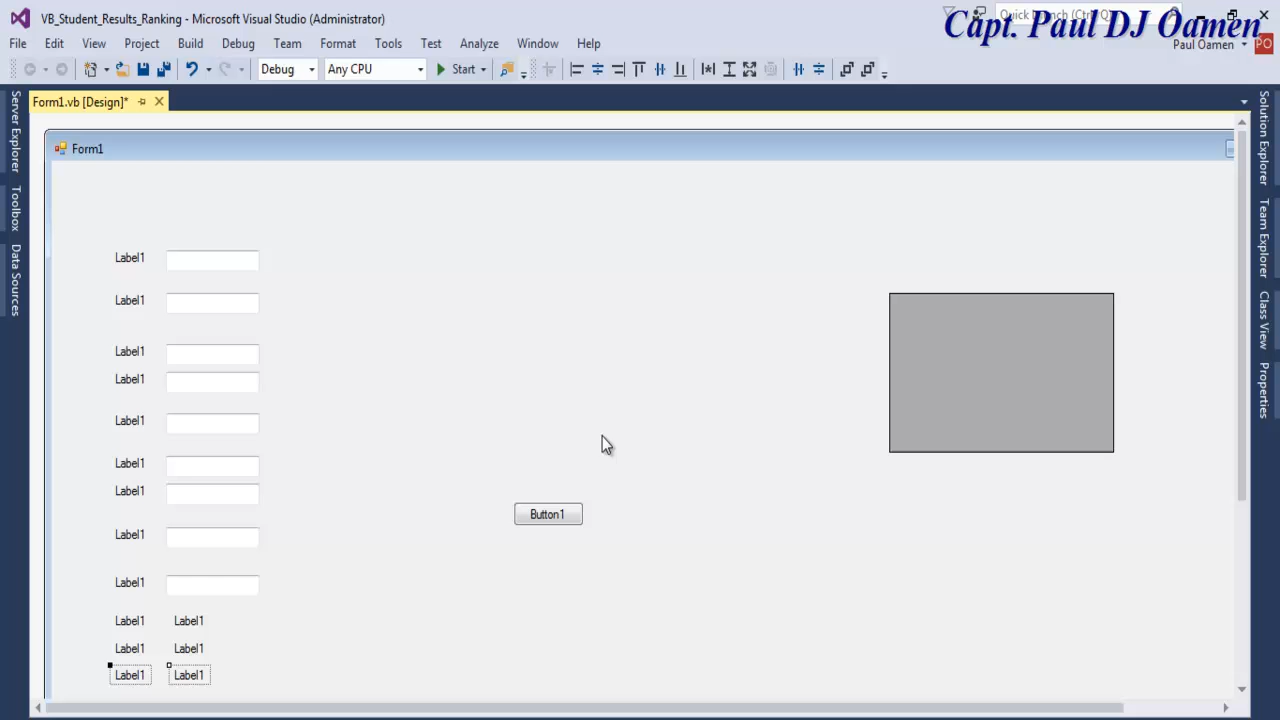 VB_Student_Results_Ranking - Microsoft Visual Studio (Administrator)
Quick Launch (Ctrl+Q)
Capt. Paul DJ Oamen
File Edit View Project Build Debug Team Format Tools Test Analyze Window Help
Paul Oamen PO
Debug Any CPU Start
Form1.vb [Design]*
Server Explorer
Toolbox
Data Sources
Solution Explorer
Team Explorer
Class View
Properties
Form1
Label1
Label1
Label1
Label1
Label1
Label1
Label1
Button1
Label1
Label1
Label1 Label1
Label1 Label1
Label1 Label1